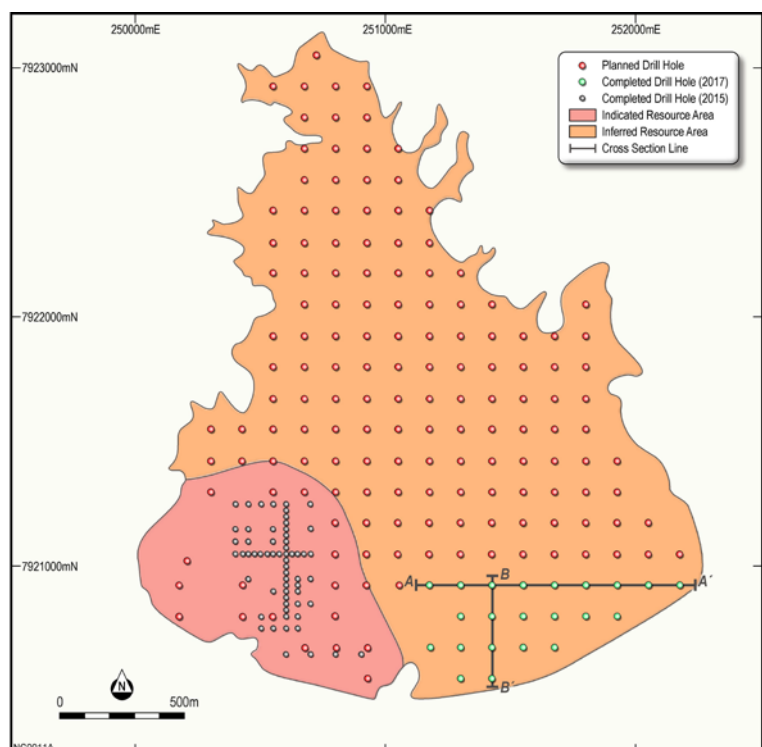 250000mE 251000mE 252000mE
7923000mN
Planned Drill Hole
Completed Drill Hole (2017)
Completed Drill Hole (2015)
Indicated Resource Area
Inferred Resource Area
Cross Section Line
7922000mN
7921000mN
A B A´
N
0 500m
B´